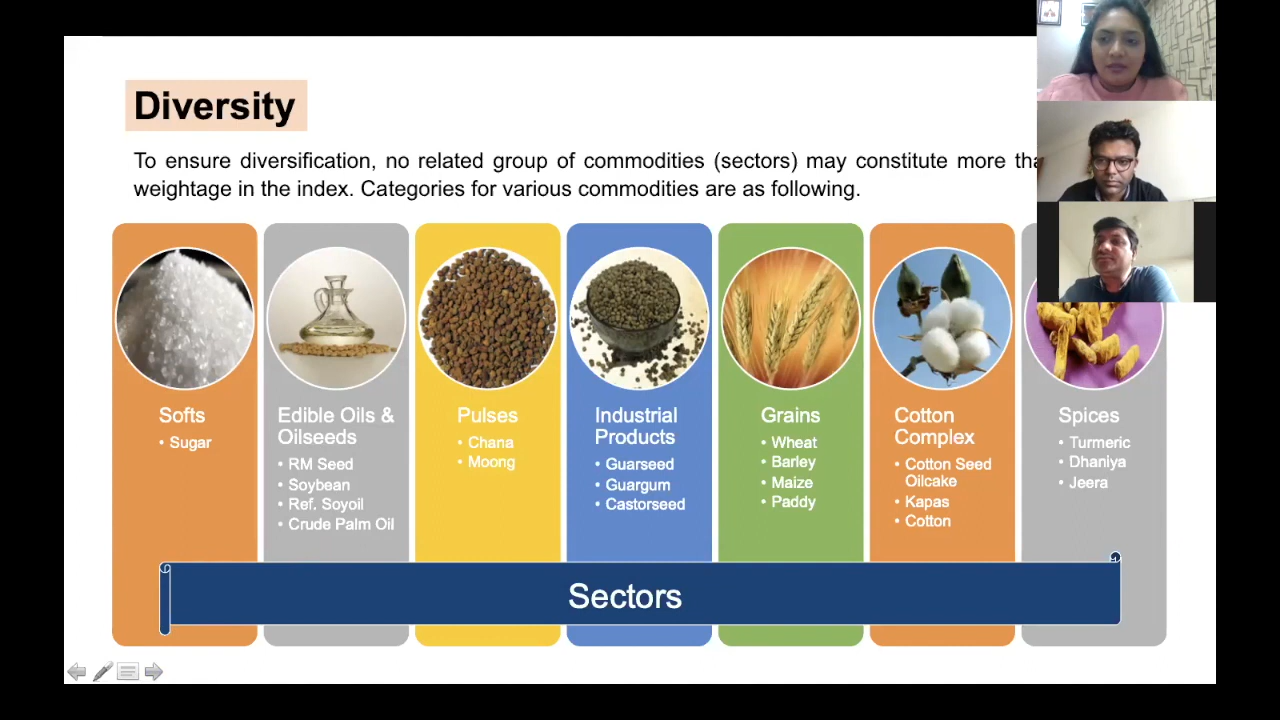 Diversity
To ensure diversification, no related group of commodities (sectors) may constitute more
weightage in the index. Categories for various commodities are as following.
Softs
• Sugar
Edible Oils &
Oilseeds
• RM Seed
• Soybean
• Ref. Soyoil
• Crude Palm Oil
Pulses
• Chana
• Moong
Industrial
Products
• Guarseed
• Guargum
• Castorseed
Grains
• Wheat
• Barley
• Maize
• Paddy
Cotton
Complex
• Cotton Seed
Oilcake
• Kapas
• Cotton
Spices
• Turmeric
• Dhaniya
• Jeera
Sectors